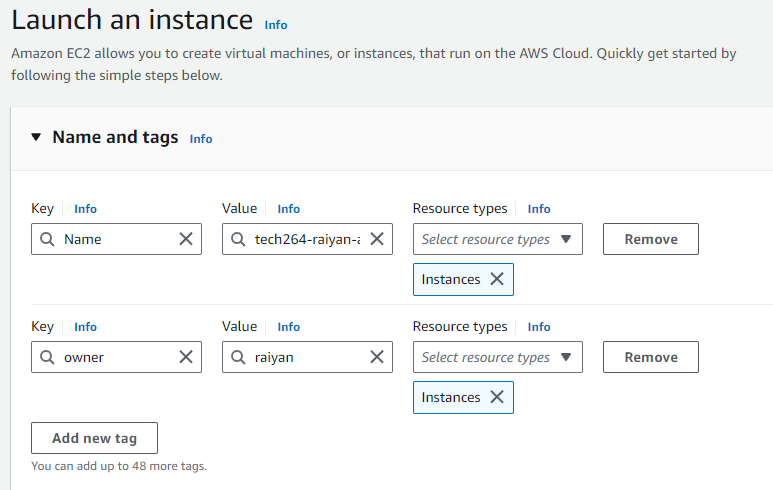 Launch an instance Info
Amazon EC2 allows you to create virtual machines, or instances, that run on the AWS Cloud. Quickly get started by
following the simple steps below.
Name and tags Info
Key Info Value Info Resource types Info
Name tech264-raiyan-a Select resource types Remove
Instances
Key Info Value Info Resource types Info
owner raiyan Select resource types Remove
Instances
Add new tag
You can add up to 48 more tags.